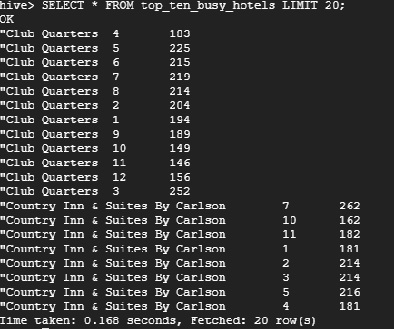 hive> SELECT * FROM top_ten_busy_hotels LIMIT 20;
OK
"Club Quarters 4 183
"Club Quarters 5 225
"Club Quarters 6 215
"Club Quarters 7 219
"Club Quarters 8 214
"Club Quarters 2 204
"Club Quarters 1 194
"Club Quarters 9 189
"Club Quarters 10 149
"Club Quarters 11 146
"Club Quarters 12 156
"Club Quarters 3 252
"Country Inn & Suites By Carlson 7 262
"Country Inn & Suites By Carlson 10 162
"Country Inn & Suites By Carlson 11 182
"Country Inn & Suites By Carlson 1 181
"Country Inn & Suites By Carlson 2 214
"Country Inn & Suites By Carlson 3 214
"Country Inn & Suites By Carlson 5 216
"Country Inn & Suites By Carlson 4 181
Time taken: 0.168 seconds, Fetched: 20 row(s)